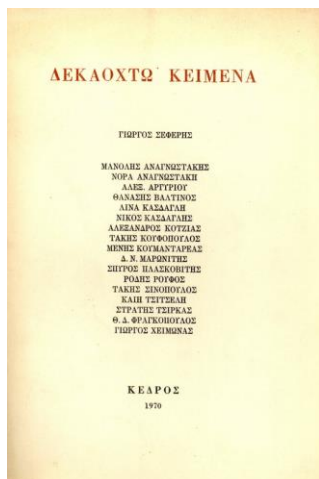 ΔΕΚΑΟΧΤΩ ΚΕΙΜΕΝΑ
ΓΙΩΡΓΟΣ ΣΕΦΕΡΗΣ
ΜΑΝΟΛΗΣ ΑΝΑΓΝΩΣΤΑΚΗΣ
ΝΟΡΑ ΑΝΑΓΝΩΣΤΑΚΗ
ΑΛΕΞ. ΑΡΓΥΡΙΟΥ
ΘΑΝΑΣΗΣ ΒΑΛΤΙΝΟΣ
ΛΙΝΑ ΚΑΣΔΑΓΛΗ
ΝΙΚΟΣ ΚΑΣΔΑΓΛΗΣ
ΑΛΕΞΑΝΔΡΟΣ ΚΟΤΖΙΑΣ
ΤΑΚΗΣ ΚΟΥΦΟΠΟΥΛΟΣ
ΜΕΝΗΣ ΚΟΥΜΑΝΤΑΡΕΑΣ
Δ. Ν. ΜΑΡΩΝΙΤΗΣ
ΣΠΥΡΟΣ ΠΛΑΣΚΟΒΙΤΗΣ
ΡΟΔΗΣ ΡΟΥΦΟΣ
ΤΑΚΗΣ ΣΙΝΟΠΟΥΛΟΣ
ΚΑΙΗ ΤΣΙΤΣΕΛΗ
ΣΤΡΑΤΗΣ ΤΣΙΡΚΑΣ
Θ. Δ. ΦΡΑΓΚΟΠΟΥΛΟΣ
ΓΙΩΡΓΟΣ ΧΕΙΜΩΝΑΣ
ΚΕΔΡΟΣ
1970